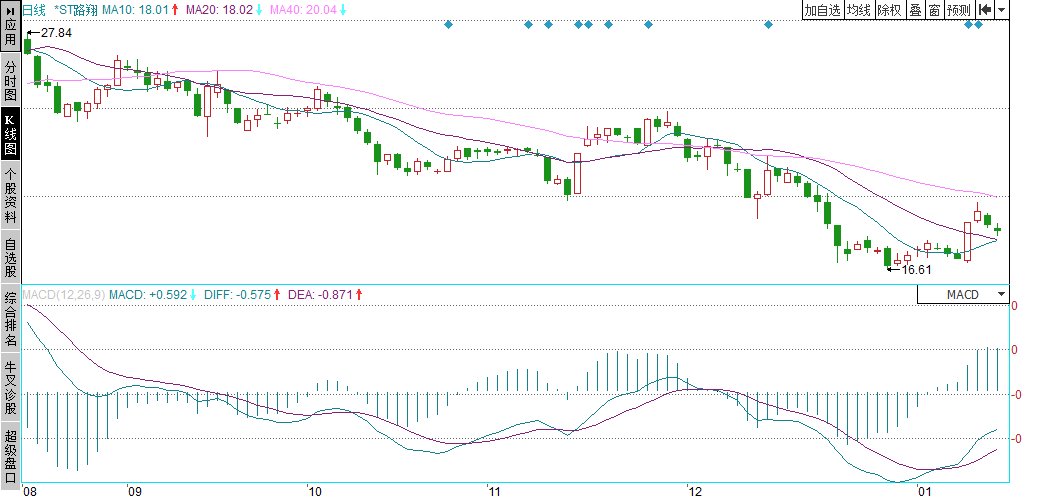 日线 *ST路翔 MA10: 18.01 MA20: 18.02 MA40: 20.04
加自选 均线 除权 叠 窗 预测
27.84
16.61
应用
分时图
K线图
个股资料
自选股
综合排名
牛叉诊股
超级盘口
MACD(12,26,9) MACD: +0.592 DIFF: -0.575 DEA: -0.871
MACD
0
0
-0
-0
08 09 10 11 12 01